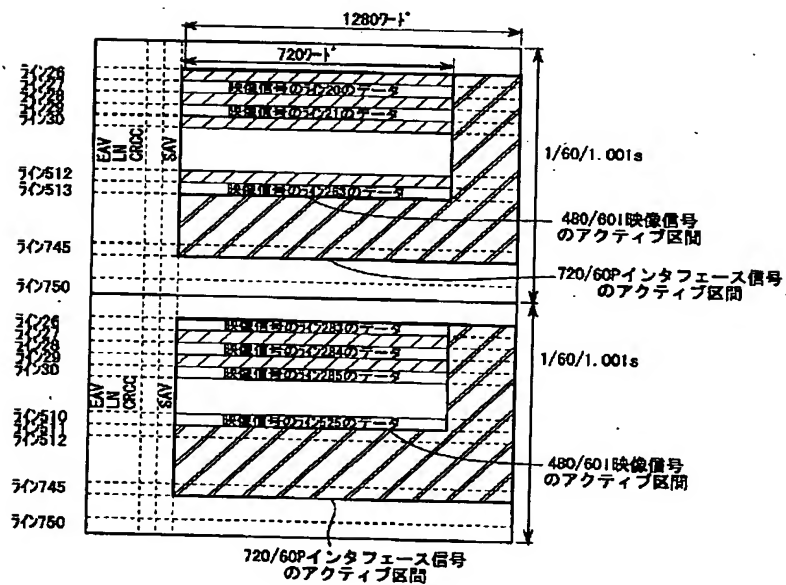 1280ﾜｰﾄﾞ
720ﾜｰﾄﾞ
ﾗｲﾝ26
ﾗｲﾝ27
映像信号のﾗｲﾝ20のデータ
ﾗｲﾝ28
ﾗｲﾝ29
映像信号のﾗｲﾝ21のデータ
ﾗｲﾝ30
EAV
LN
CRCC
SAV
1/60/1.001s
ﾗｲﾝ512
ﾗｲﾝ513
映像信号のﾗｲﾝ263のデータ
480/60I映像信号
のアクティブ区間
ﾗｲﾝ745
720/60Pインタフェース信号
のアクティブ区間
ﾗｲﾝ750
ﾗｲﾝ26
映像信号のﾗｲﾝ283のデータ
ﾗｲﾝ27
ﾗｲﾝ28
映像信号のﾗｲﾝ284のデータ
ﾗｲﾝ29
ﾗｲﾝ30
映像信号のﾗｲﾝ285のデータ
EAV
LN
CRCC
SAV
1/60/1.001s
ﾗｲﾝ510
映像信号のﾗｲﾝ525のデータ
ﾗｲﾝ511
ﾗｲﾝ512
480/60I映像信号
のアクティブ区間
ﾗｲﾝ745
ﾗｲﾝ750
720/60Pインタフェース信号
のアクティブ区間